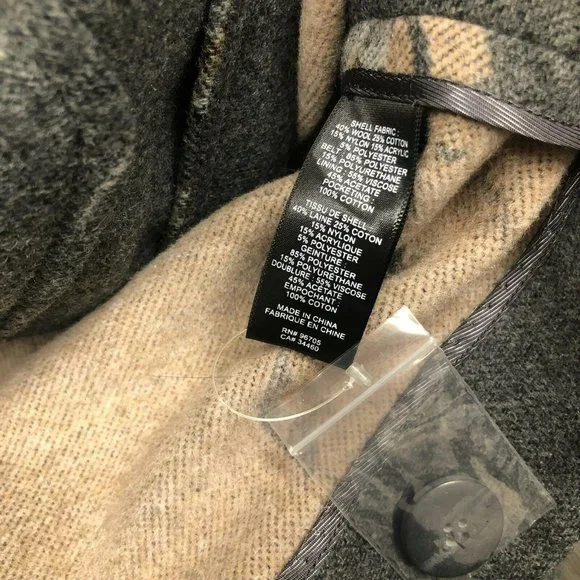 SHELL FABRIC :
40% WOOL 25% COTTON
15% NYLON 15% ACRYLIC
5% POLYESTER
BELT : 85% POLYESTER
15% POLYURETHANE
LINING : 55% VISCOSE
45% ACETATE
POCKETING :
100% COTTON
TISSU DE SHELL :
40% LAINE 25% COTON
15% NYLON
15% ACRYLIQUE
5% POLYESTER
GEINTURE :
85% POLYESTER
15% POLYURETHANE
DOUBLURE : 55% VISCOSE
45% ACÉTATE
EMPOCHANT :
100% COTON
MADE IN CHINA
FABRIQUE EN CHINE
RN# 96705
CA# 34460